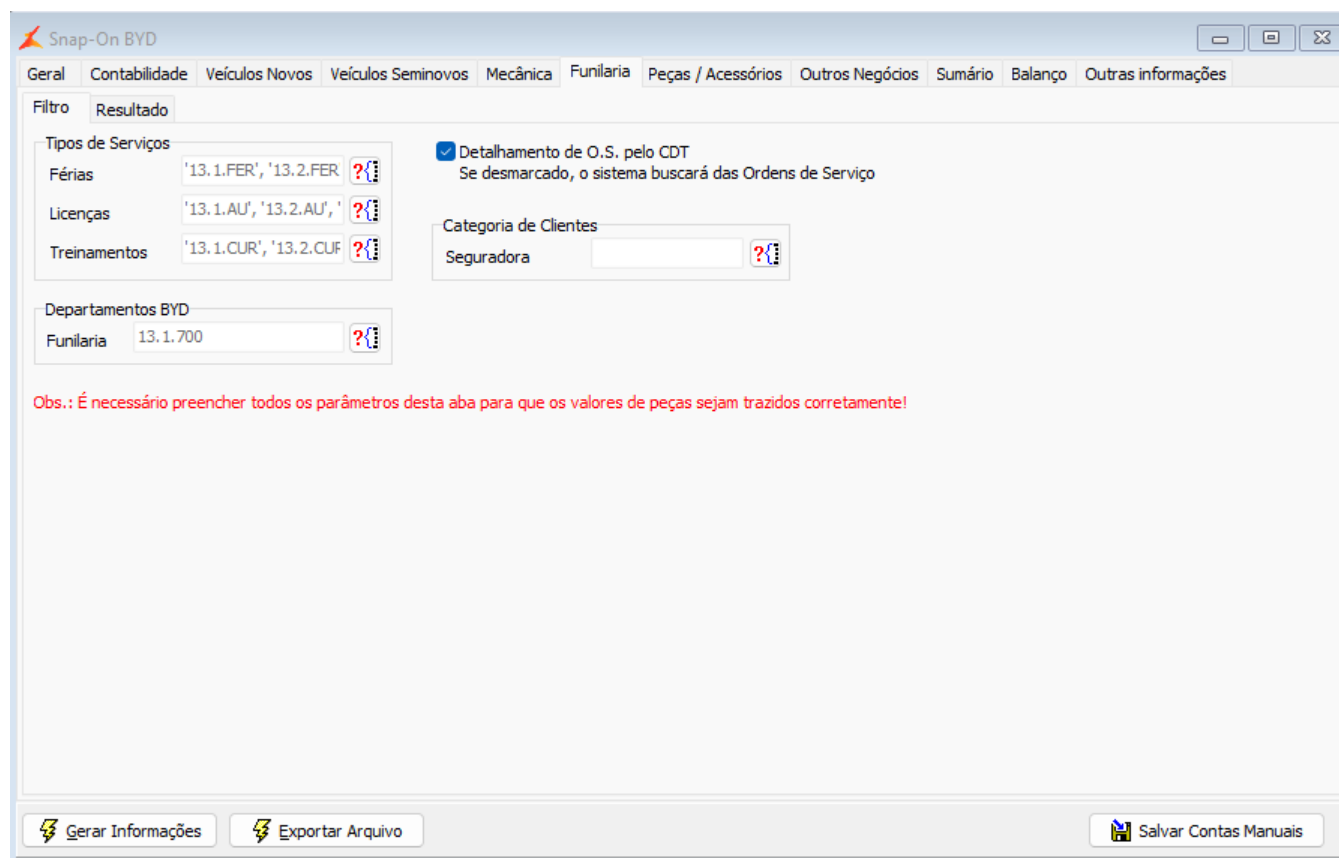 Snap-On BYD
Geral Contabilidade Veículos Novos Veículos Seminovos Mecânica Funilaria Peças / Acessórios Outros Negócios Sumário Balanço Outras informações
Filtro Resultado
Tipos de Serviços
Férias '13.1.FER', '13.2.FER ?{
Licenças '13.1.AU', '13.2.AU', ' ?{
Treinamentos '13.1.CUR', '13.2.CUR ?{
Detalhamento de O.S. pelo CDT
Se desmarcado, o sistema buscará das Ordens de Serviço
Categoria de Clientes
Seguradora ?{
Departamentos BYD
Funilaria 13.1.700 ?{
Obs.: É necessário preencher todos os parâmetros desta aba para que os valores de peças sejam trazidos corretamente!
Gerar Informações Exportar Arquivo Salvar Contas Manuais